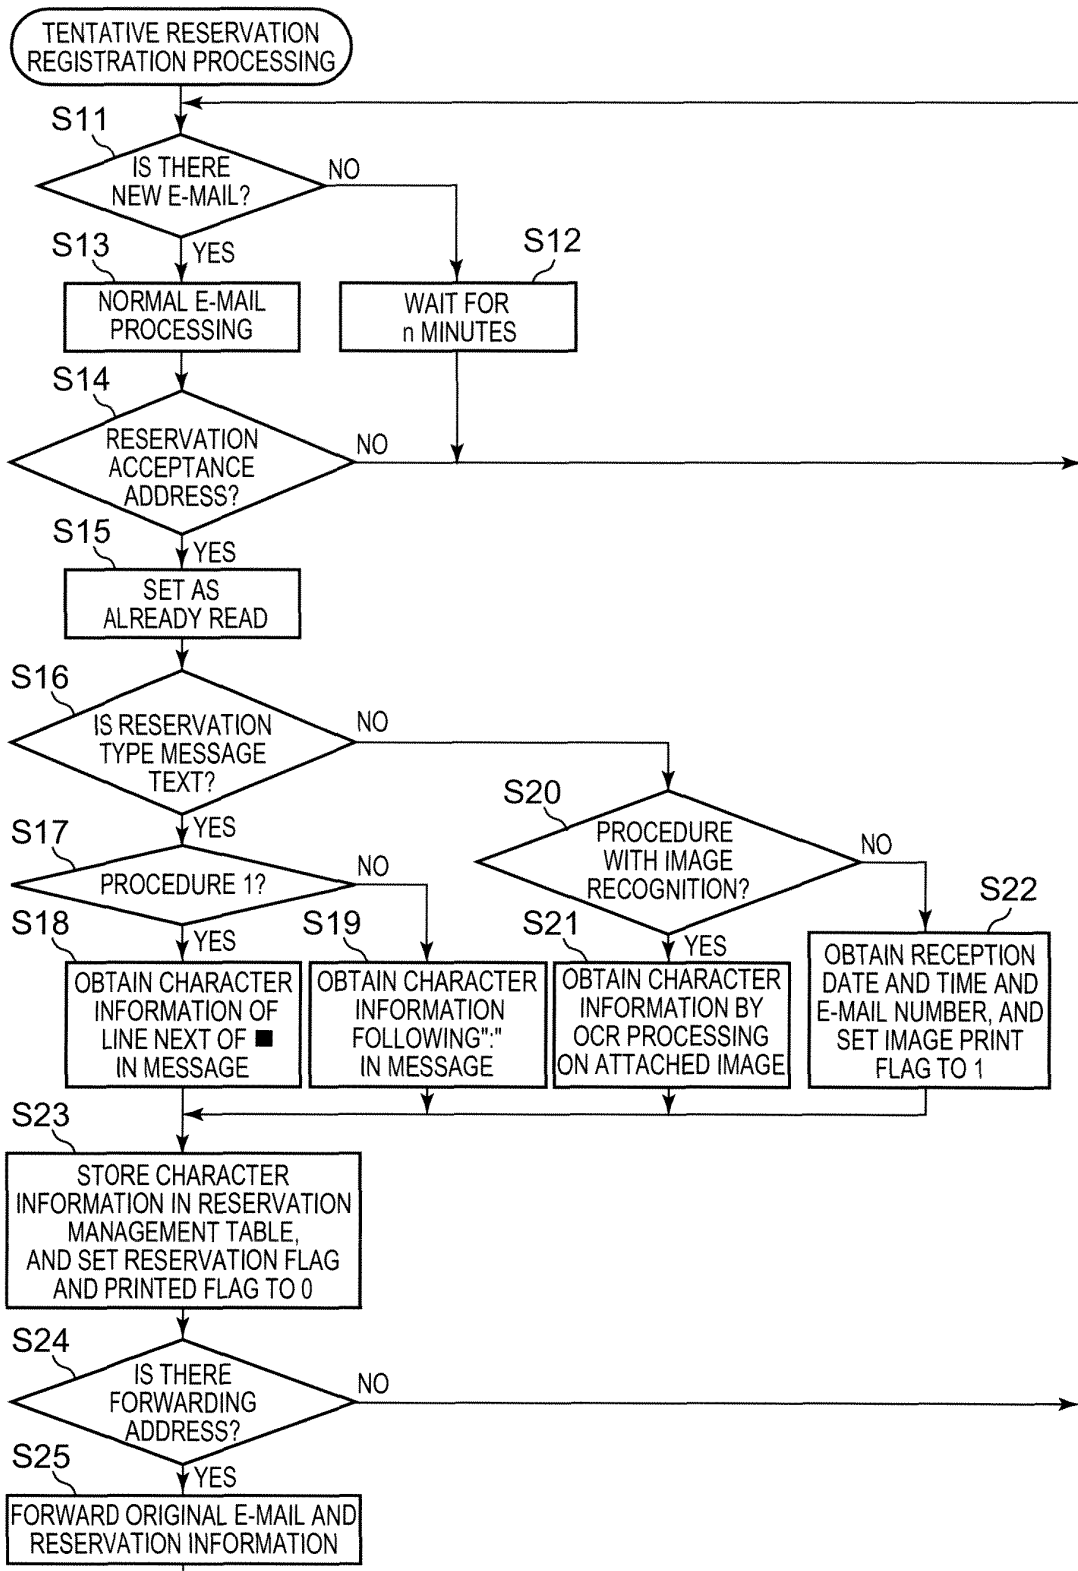 TENTATIVE RESERVATION
REGISTRATION PROCESSING
S11
IS THERE
NEW E-MAIL?
NO
YES
S13
NORMAL E-MAIL
PROCESSING
S12
WAIT FOR
n MINUTES
S14
RESERVATION
ACCEPTANCE
ADDRESS?
NO
YES
S15
SET AS
ALREADY READ
S16
IS RESERVATION
TYPE MESSAGE
TEXT?
NO
YES
S17
PROCEDURE 1?
NO
YES
S20
PROCEDURE
WITH IMAGE
RECOGNITION?
NO
YES
S18
OBTAIN CHARACTER
INFORMATION OF
LINE NEXT OF ■
IN MESSAGE
S19
OBTAIN CHARACTER
INFORMATION
FOLLOWING":"
IN MESSAGE
S21
OBTAIN CHARACTER
INFORMATION BY
OCR PROCESSING
ON ATTACHED IMAGE
S22
OBTAIN RECEPTION
DATE AND TIME AND
E-MAIL NUMBER, AND
SET IMAGE PRINT
FLAG TO 1
S23
STORE CHARACTER
INFORMATION IN RESERVATION
MANAGEMENT TABLE,
AND SET RESERVATION FLAG
AND PRINTED FLAG TO 0
S24
IS THERE
FORWARDING
ADDRESS?
NO
YES
S25
FORWARD ORIGINAL E-MAIL AND
RESERVATION INFORMATION